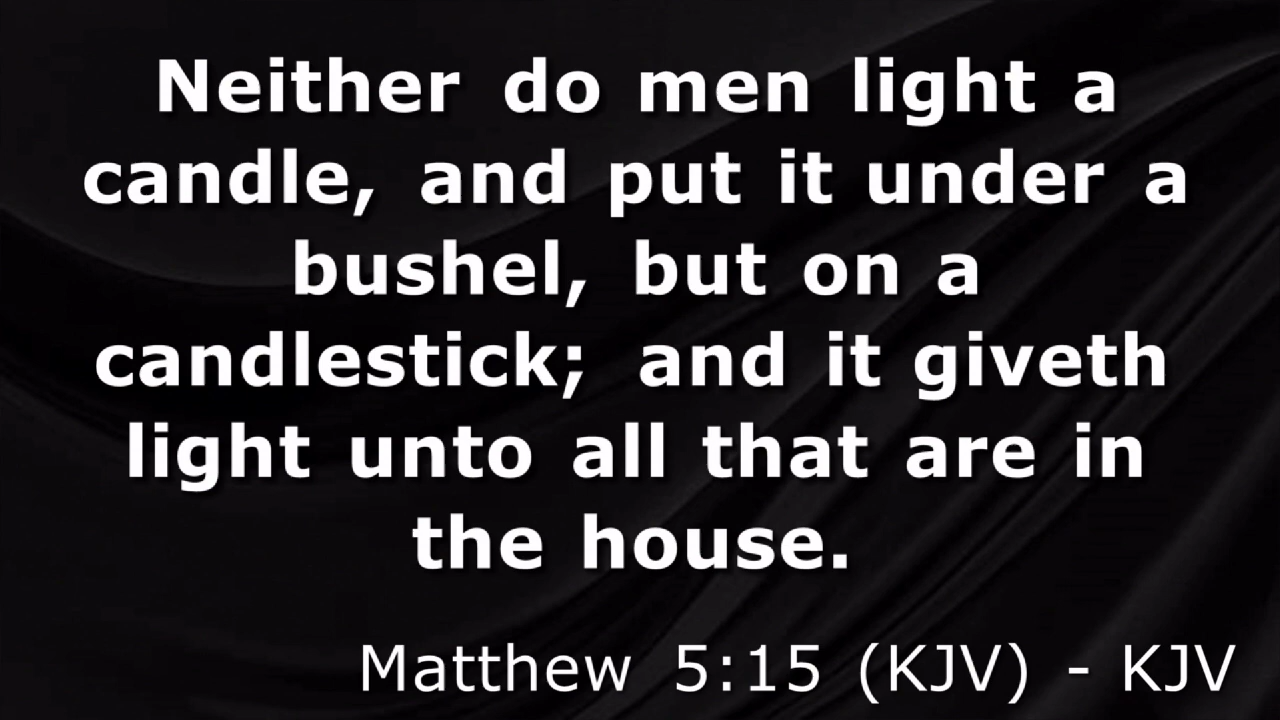 Neither do men light a
candle, and put it under a
bushel, but on a
candlestick; and it giveth
light unto all that are in
the house.
Matthew 5:15 (KJV) - KJV